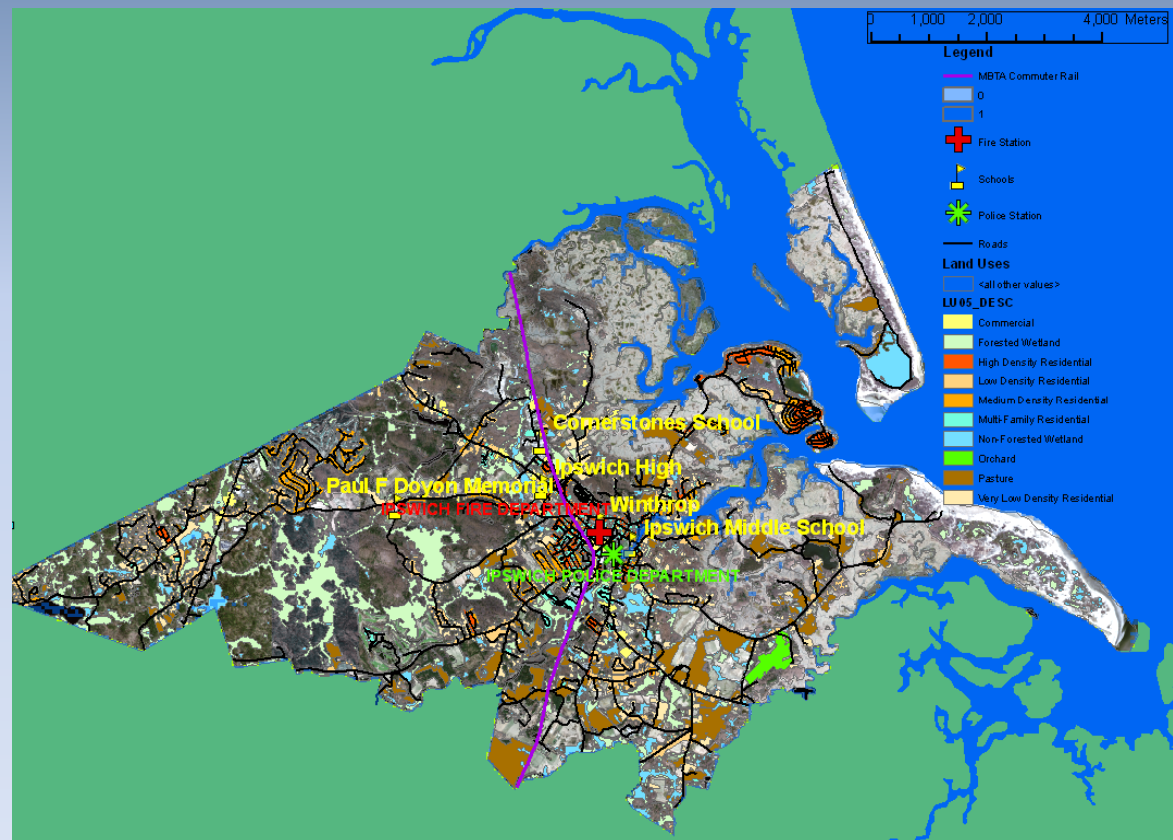 0 1,000 2,000 4,000 Meters
Legend
MBTA Commuter Rail
0
1
Fire Station
Schools
Police Station
Roads
Land Uses
<all other values>
LU05_DESC
Commercial
Forested Wetland
High Density Residential
Low Density Residential
Medium Density Residential
Multi-Family Residential
Non-Forested Wetland
Orchard
Pasture
Very Low Density Residential
Cornerstones School
Ipswich High
Paul F Doyon Memorial
Winthrop
IPSWICH FIRE DEPARTMENT
Ipswich Middle School
IPSWICH POLICE DEPARTMENT